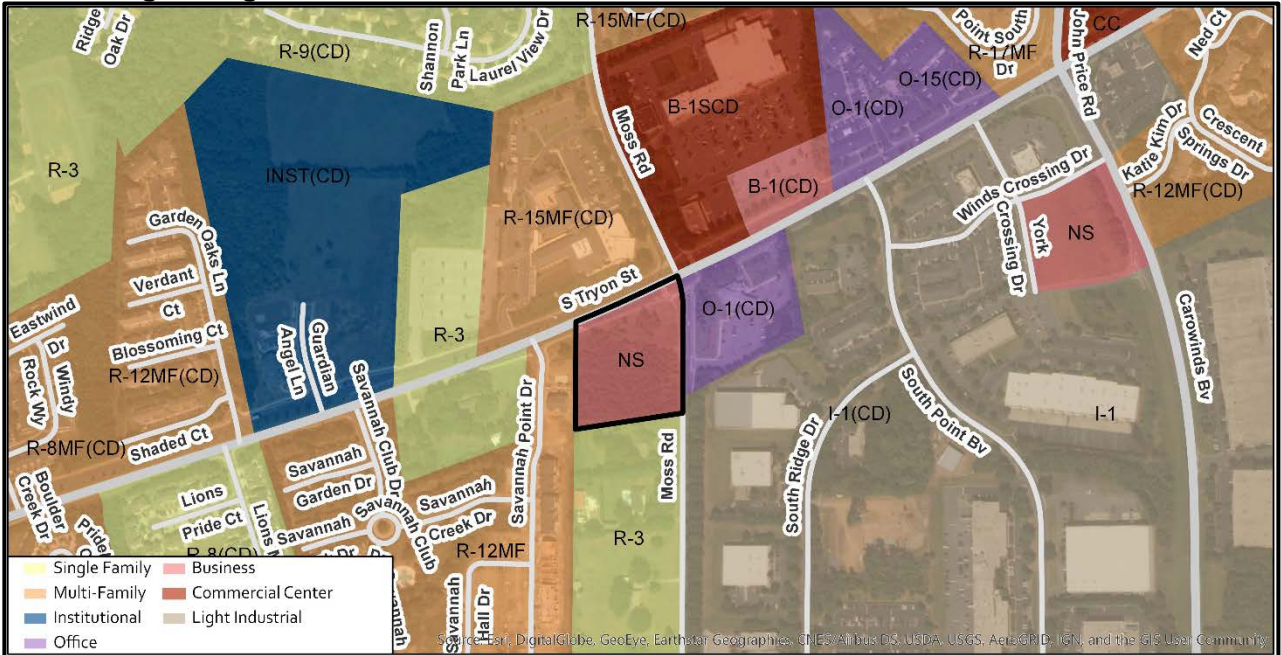 Ridge
Oak Dr
R-9(CD)
Shannon
Park Ln
Laurel View Dr
R-15MF(CD)
Point South
Dr
R-17MF
John Price Rd
CC
Ned Ct
R-3
INST(CD)
R-15MF(CD)
Moss Rd
B-1SCD
O-1(CD)
O-15(CD)
B-1(CD)
Winds Crossing Dr
York
Crossing Dr
NS
Katie Kim Dr
Crescent
Springs Dr
R-12MF(CD)
Garden Oaks Ln
Verdant
Ct
Blossoming Ct
R-12MF(CD)
Eastwind
Dr
Rock Wy
Windy
R-8MF(CD)
Shaded Ct
Guardian
Angel Ln
R-3
S Tryon St
NS
O-1(CD)
Carowinds Bv
Savannah Club Dr
Savannah Point Dr
Savannah
Garden Dr
Savannah
Savannah Club
Savannah
Creek Dr
Boulder
Creek Dr
Lions
Pride Ct
R-8(CD)
R-12MF
Savannah
Hall Dr
Moss Rd
R-3
South Ridge Dr
I-1(CD)
South Point Bv
I-1
Single Family
Multi-Family
Institutional
Office
Business
Commercial Center
Light Industrial
Source: Esri, DigitalGlobe, GeoEye, Earthstar Geographics, CNES/Airbus DS, USDA, USGS, AeroGRID, IGN, and the GIS User Community